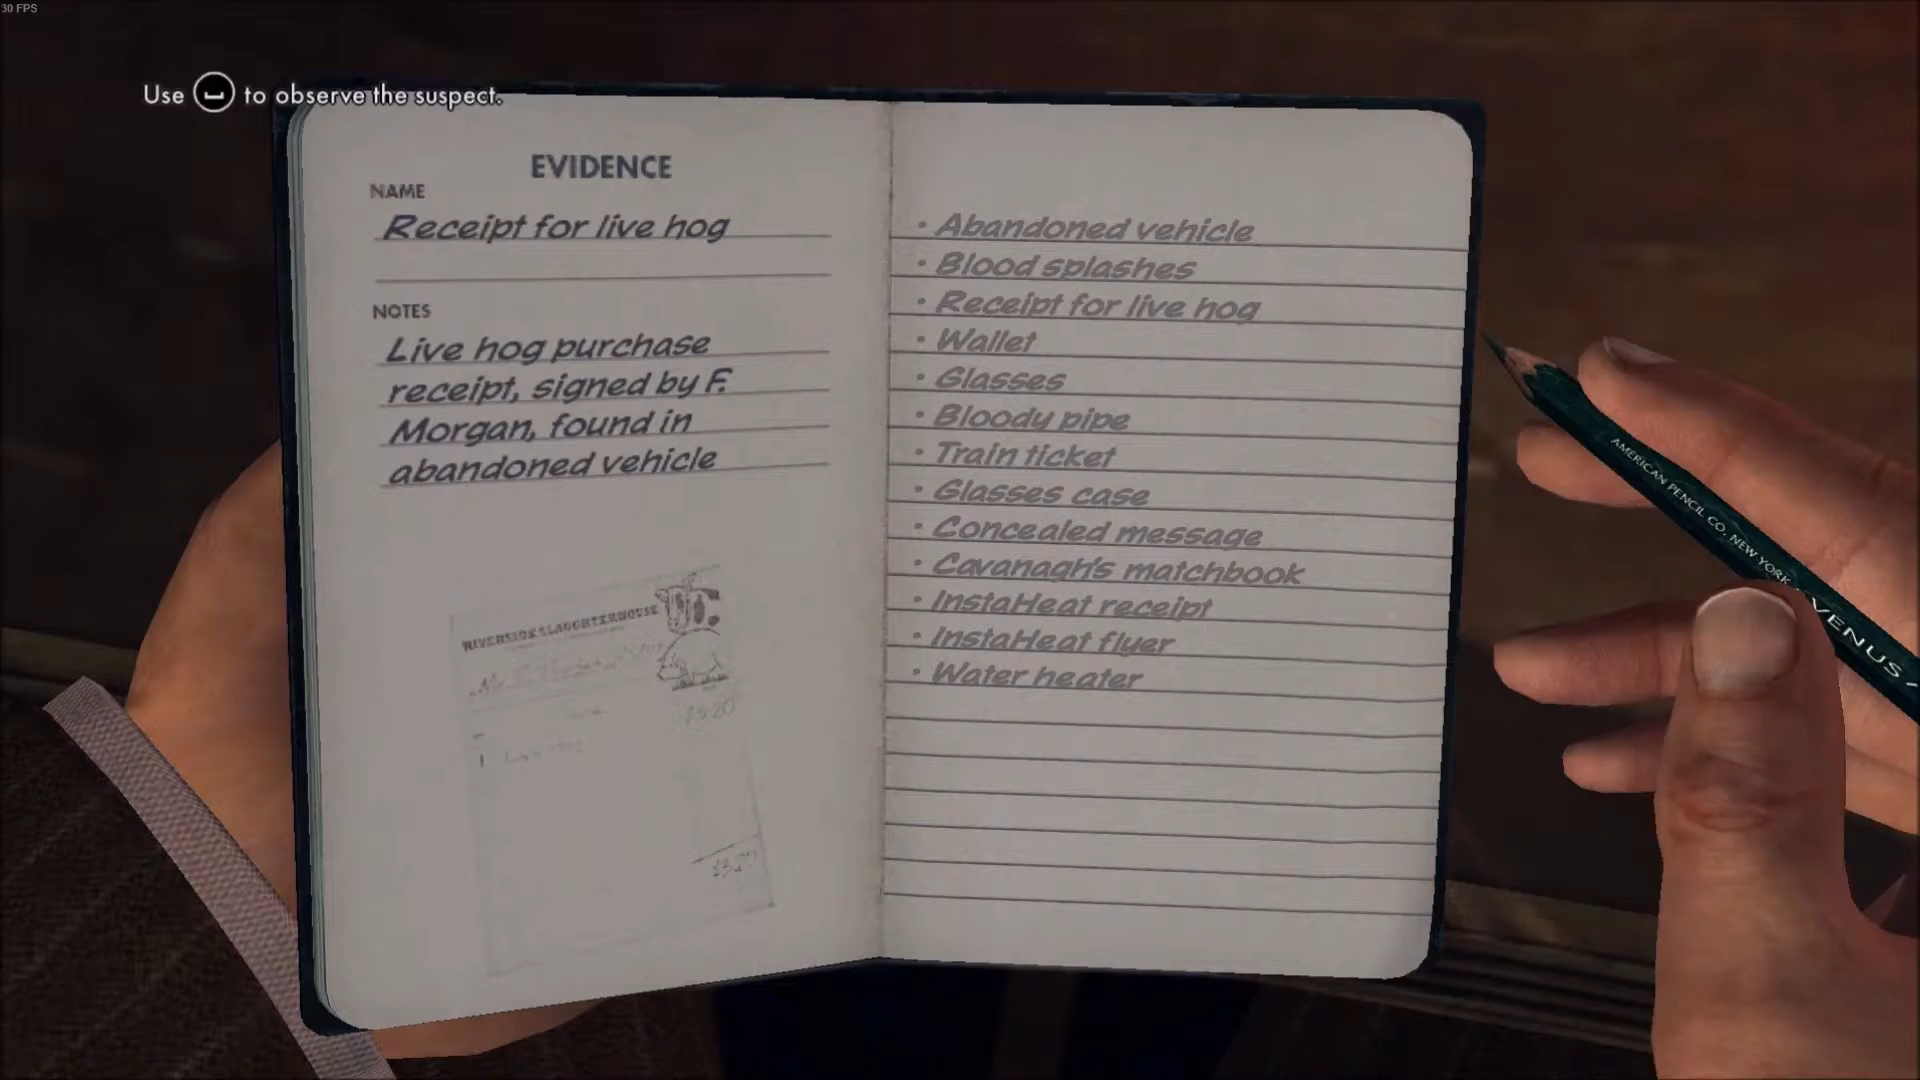 30 FPS
Use to observe the suspect.
EVIDENCE
NAME
Receipt for live hog
NOTES
Live hog purchase
receipt, signed by F.
Morgan, found in
abandoned vehicle
RIVERSIDE SLAUGHTERHOUSE
• Abandoned vehicle
• Blood splashes
• Receipt for live hog
• Wallet
• Glasses
• Bloody pipe
• Train ticket
• Glasses case
• Concealed message
• Cavanagh's matchbook
• InstaHeat receipt
• InstaHeat flyer
• Water heater
AMERICAN PENCIL CO. NEW YORK
VENUS